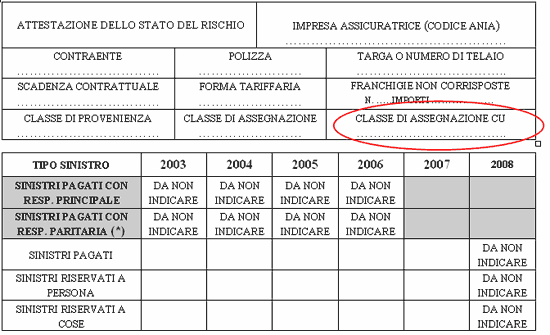 ATTESTAZIONE DELLO STATO DEL RISCHIO
IMPRESA ASSICURATRICE (CODICE ANIA)
CONTRAENTE
POLIZZA
TARGA O NUMERO DI TELAIO
SCADENZA CONTRATTUALE
FORMA TARIFFARIA
FRANCHIGIE NON CORRISPOSTE
N. ......IMPORTI......................
CLASSE DI PROVENIENZA
CLASSE DI ASSEGNAZIONE
CLASSE DI ASSEGNAZIONE CU
TIPO SINISTRO 2003 2004 2005 2006 2007 2008
SINISTRI PAGATI CON DA NON DA NON DA NON DA NON
RESP. PRINCIPALE INDICARE INDICARE INDICARE INDICARE
SINISTRI PAGATI CON DA NON DA NON DA NON DA NON
RESP. PARITARIA (*) INDICARE INDICARE INDICARE INDICARE
SINISTRI PAGATI DA NON
INDICARE
SINISTRI RISERVATI A DA NON
PERSONA INDICARE
SINISTRI RISERVATI A DA NON
COSE INDICARE